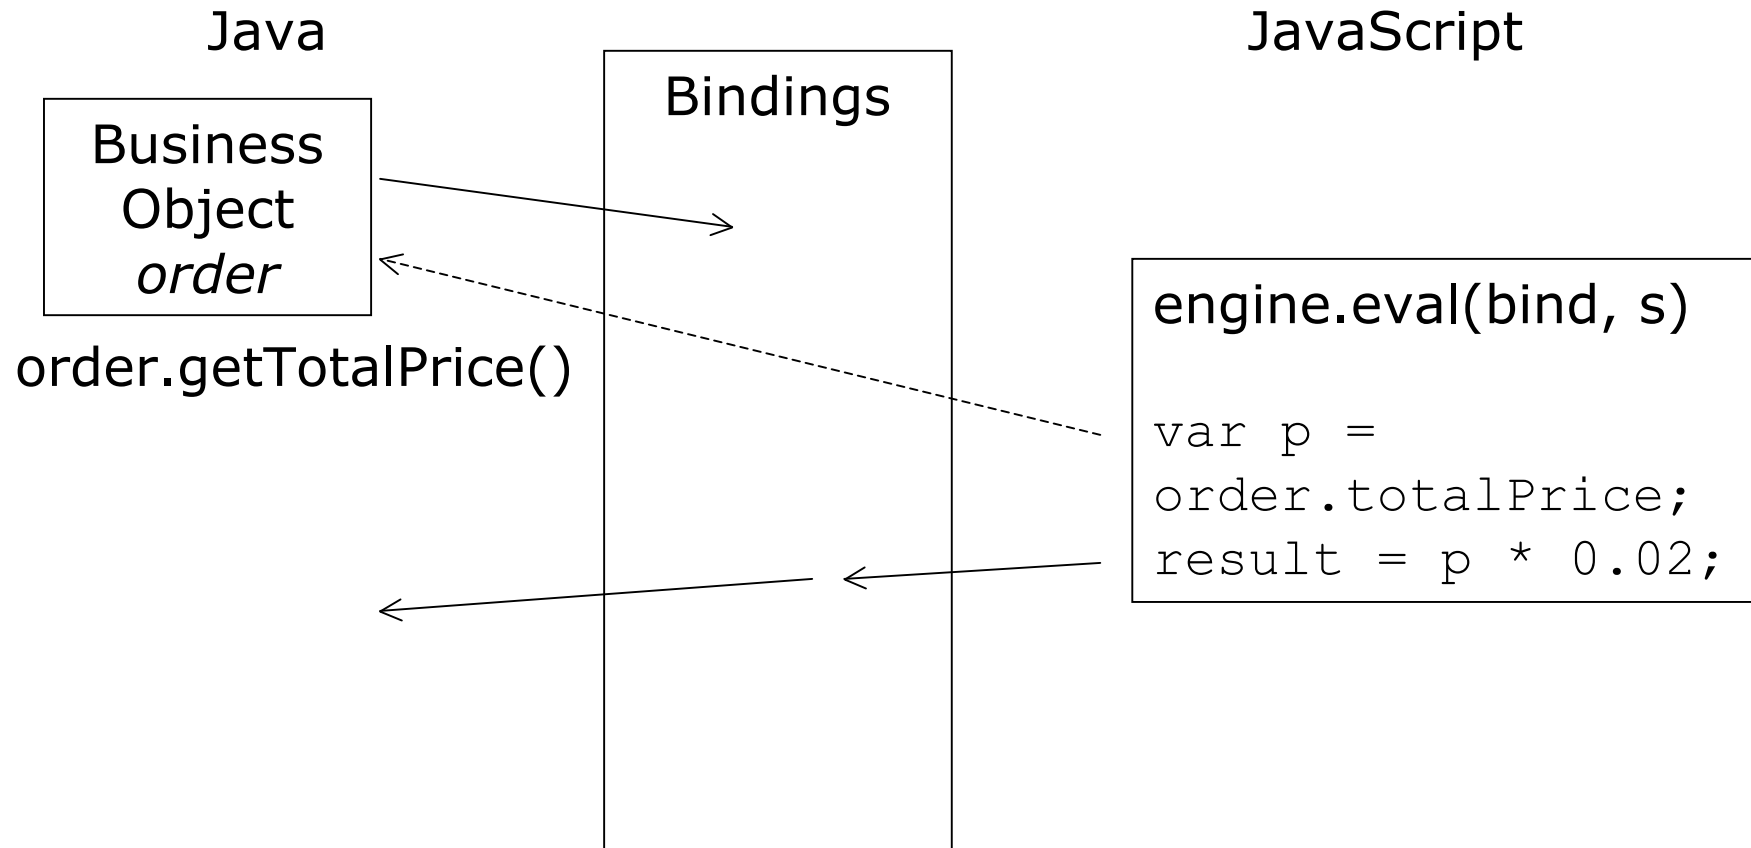 Java
JavaScript
Bindings
Business
Object
order
order.getTotalPrice()
engine.eval(bind, s)
var p =
order.totalPrice;
result = p * 0.02;